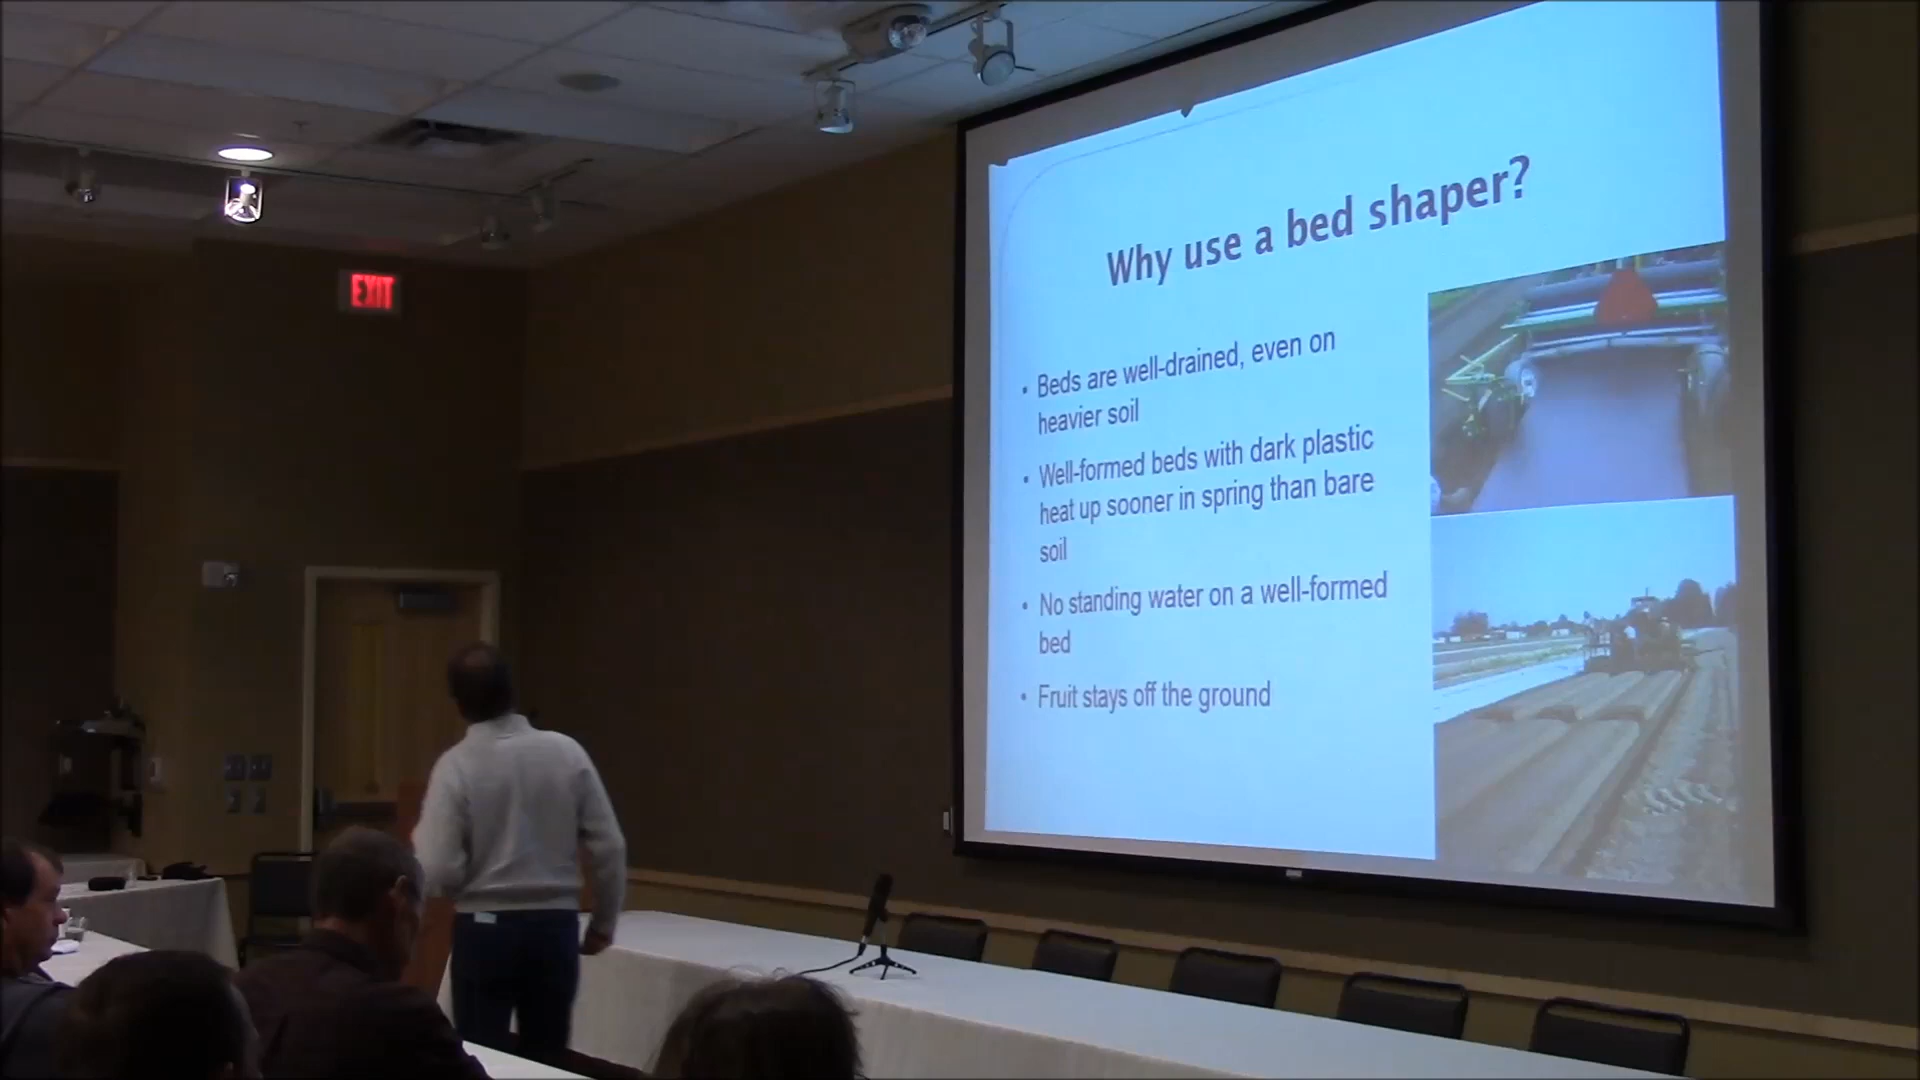 EXIT
Why use a bed shaper?
• Beds are well-drained, even on
heavier soil
• Well-formed beds with dark plastic
heat up sooner in spring than bare
soil
• No standing water on a well-formed
bed
• Fruit stays off the ground